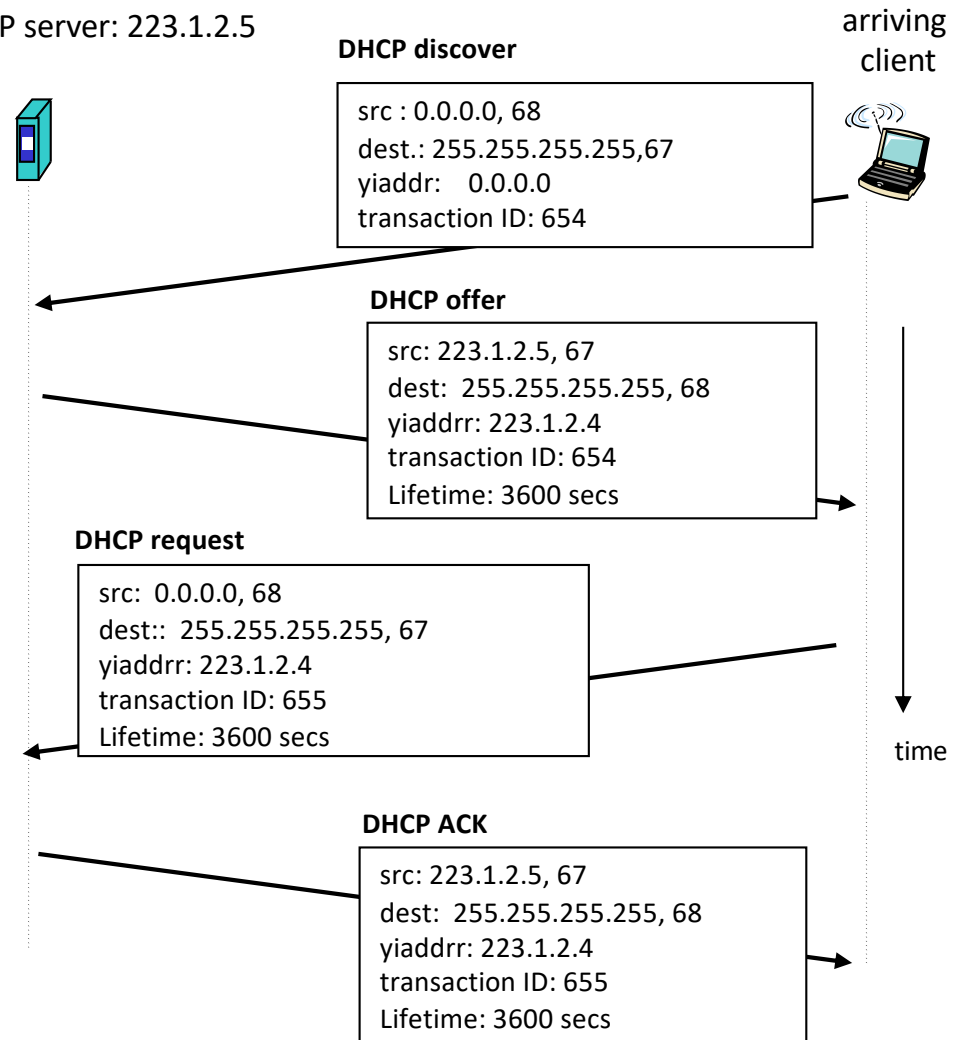 P server: 223.1.2.5
arriving
client
DHCP discover
src : 0.0.0.0, 68
dest.: 255.255.255.255,67
yiaddr: 0.0.0.0
transaction ID: 654
DHCP offer
src: 223.1.2.5, 67
dest: 255.255.255.255, 68
yiaddrr: 223.1.2.4
transaction ID: 654
Lifetime: 3600 secs
DHCP request
src: 0.0.0.0, 68
dest:: 255.255.255.255, 67
yiaddrr: 223.1.2.4
transaction ID: 655
Lifetime: 3600 secs
time
DHCP ACK
src: 223.1.2.5, 67
dest: 255.255.255.255, 68
yiaddrr: 223.1.2.4
transaction ID: 655
Lifetime: 3600 secs